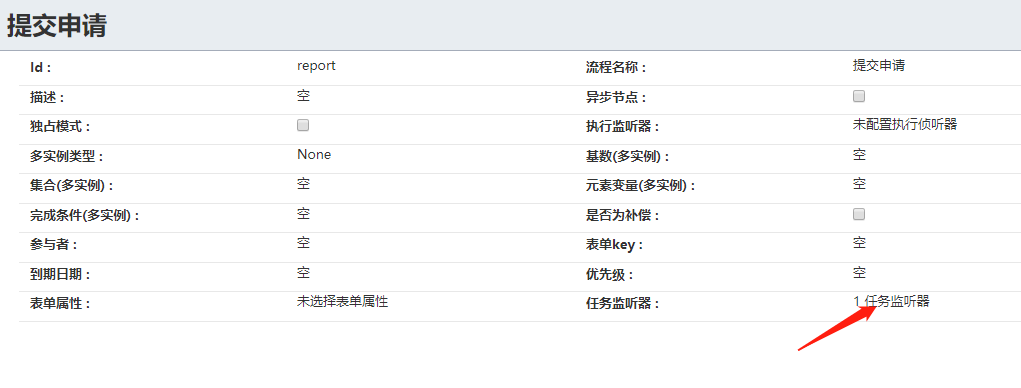 提交申请
Id： report 流程名称： 提交申请
描述： 空 异步节点：
独占模式： 执行监听器： 未配置执行侦听器
多实例类型： None 基数(多实例)： 空
集合(多实例)： 空 元素变量(多实例)： 空
完成条件(多实例)： 空 是否为补偿：
参与者： 空 表单key： 空
到期日期： 空 优先级： 空
表单属性： 未选择表单属性 任务监听器： 1 任务监听器